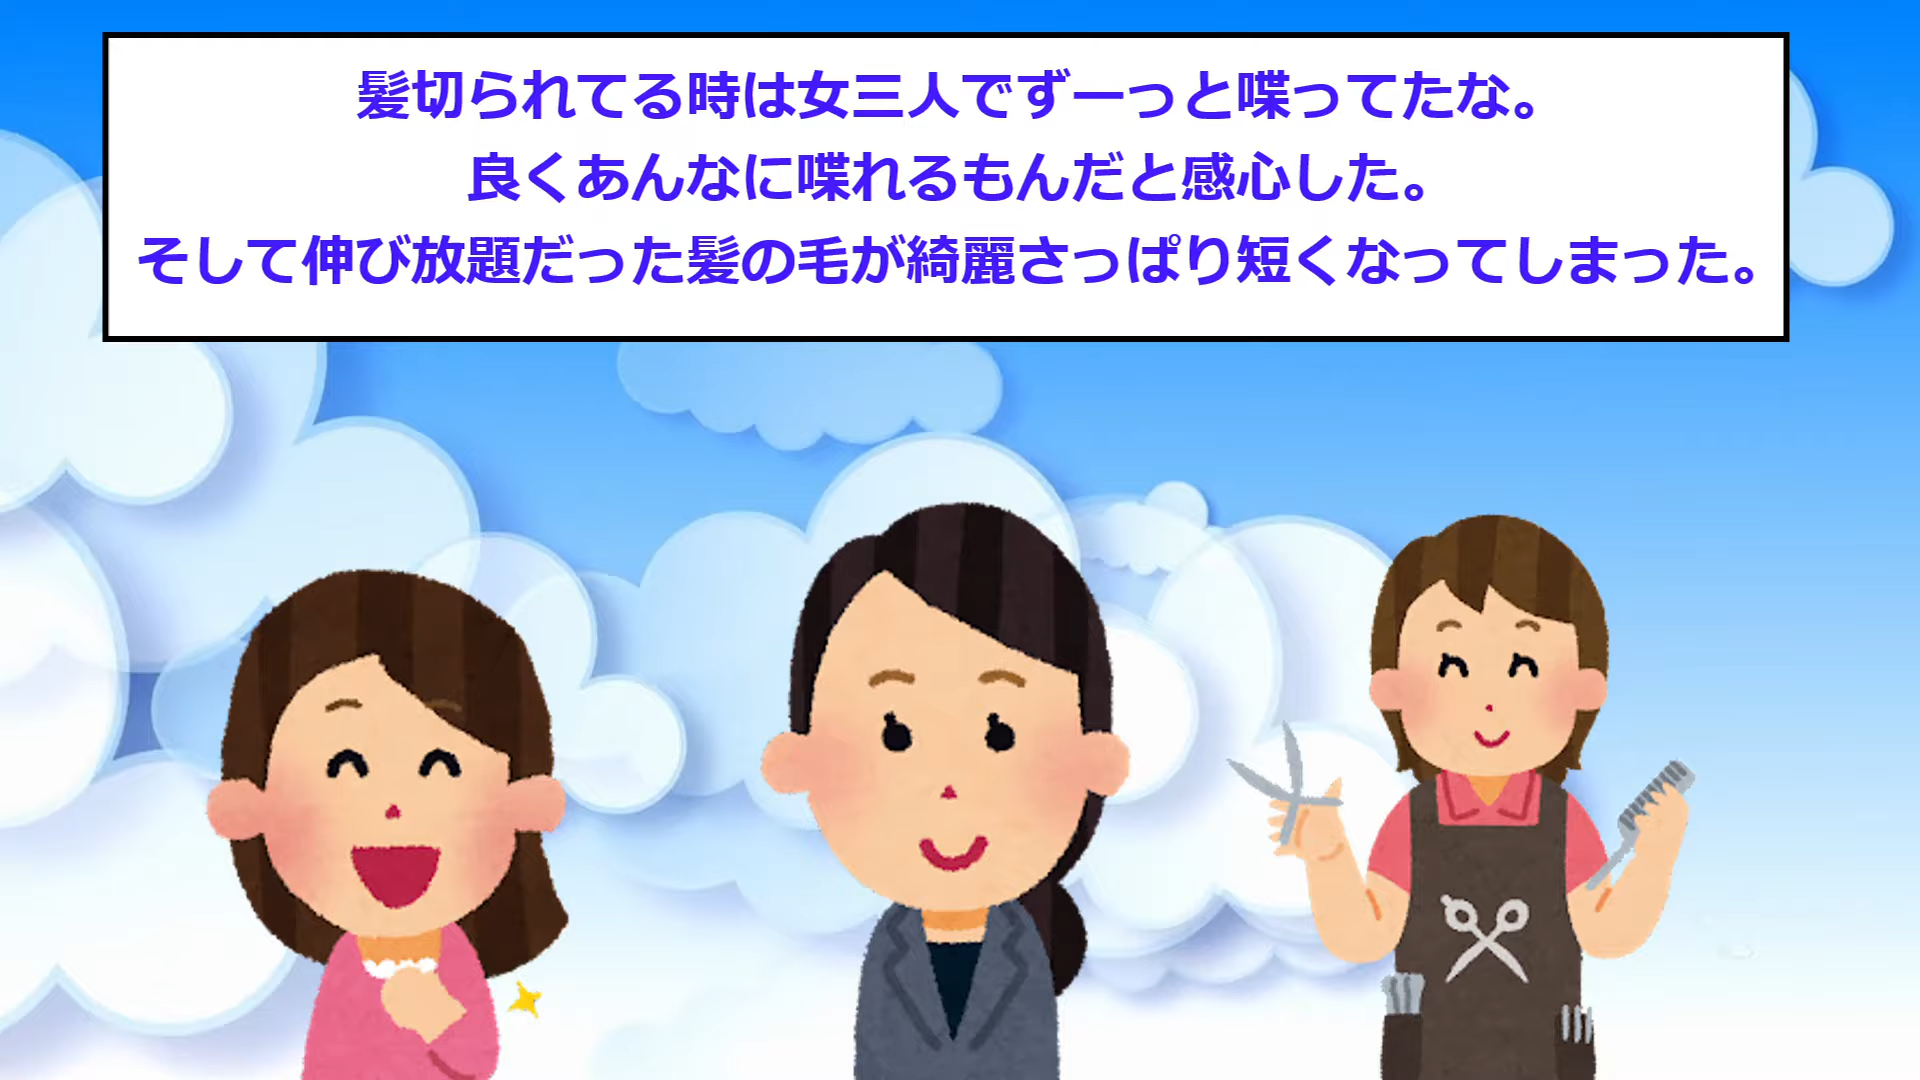 髪切られてる時は女三人でずーっと喋ってたな。
良くあんなに喋れるもんだと感心した。
そして伸び放題だった髪の毛が綺麗さっぱり短くなってしまった。